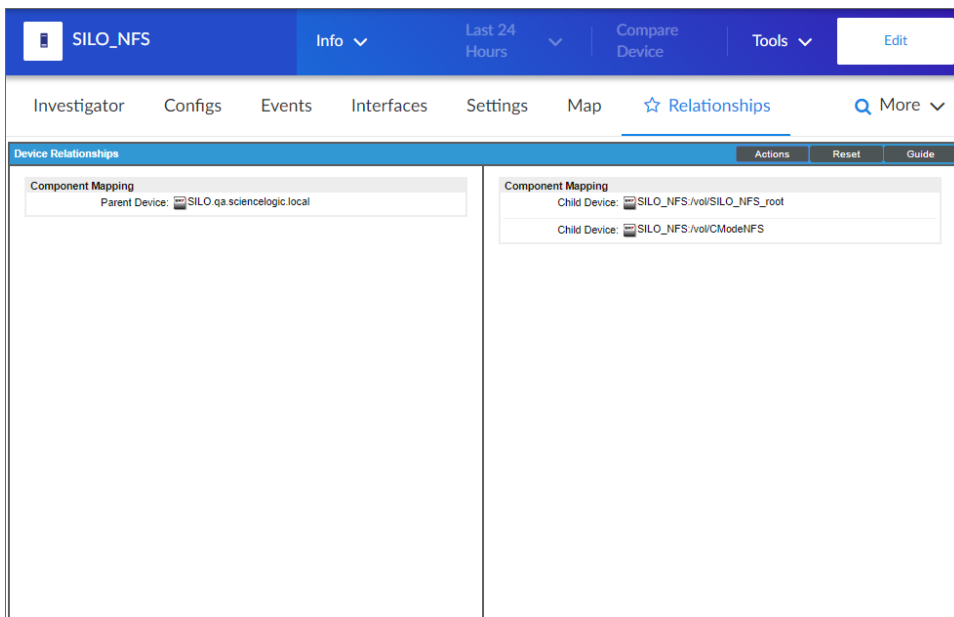 SILO_NFS
Info
Last 24 Hours
Compare Device
Tools
Edit
Investigator Configs Events Interfaces Settings Map Relationships More
Device Relationships
Actions Reset Guide
Component Mapping
Parent Device: SILO.qa.sciencelogic.local
Component Mapping
Child Device: SILO_NFS:/vol/SILO_NFS_root
Child Device: SILO_NFS:/vol/CModeNFS